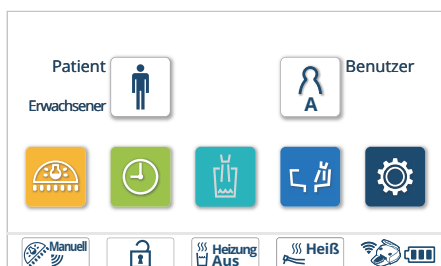 Patient
Benutzer
Erwachsener
A
Manuell
Heizung
Aus
Heiß